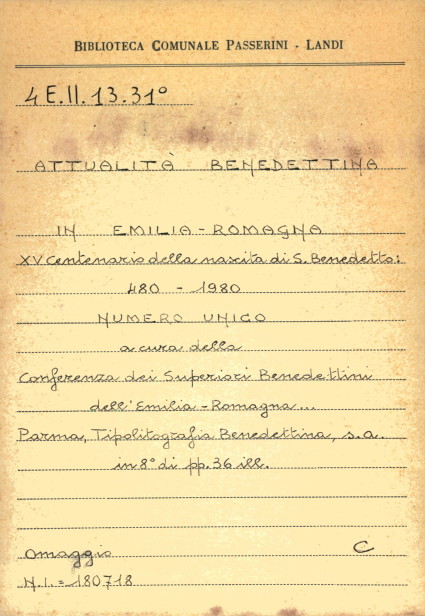 BIBLIOTECA COMUNALE PASSERINI - LANDI
4 E.II.13.31°
ATTUALITÀ BENEDETTINA
IN EMILIA-ROMAGNA
XV Centenario della nascita di S. Benedetto:
480 - 1980
NUMERO UNICO
a cura della
Conferenza dei Superiori Benedettini
dell'Emilia-Romagna...
Parma, Tipolitografia Benedettina, s.a.
in 8° di pp. 36 ill.
Omaggio C
N.I. = 180718